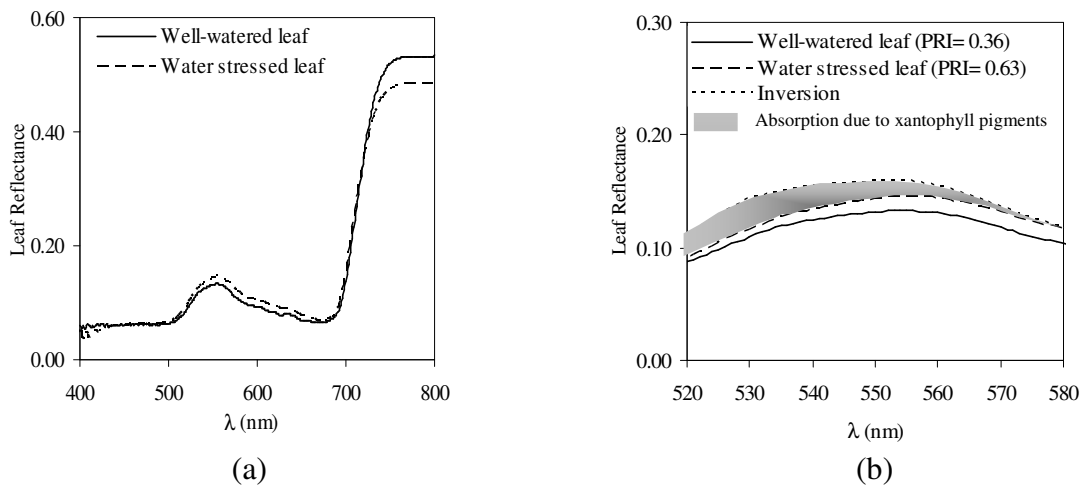 0.60
Well-watered leaf
Water stressed leaf
0.40
0.20
0.00
Leaf Reflectance
400 500 600 700 800
λ (nm)
(a)
0.30
Well-watered leaf (PRI= 0.36)
Water stressed leaf (PRI= 0.63)
Inversion
Absorption due to xantophyll pigments
0.20
0.10
0.00
Leaf Reflectance
520 530 540 550 560 570 580
λ (nm)
(b)